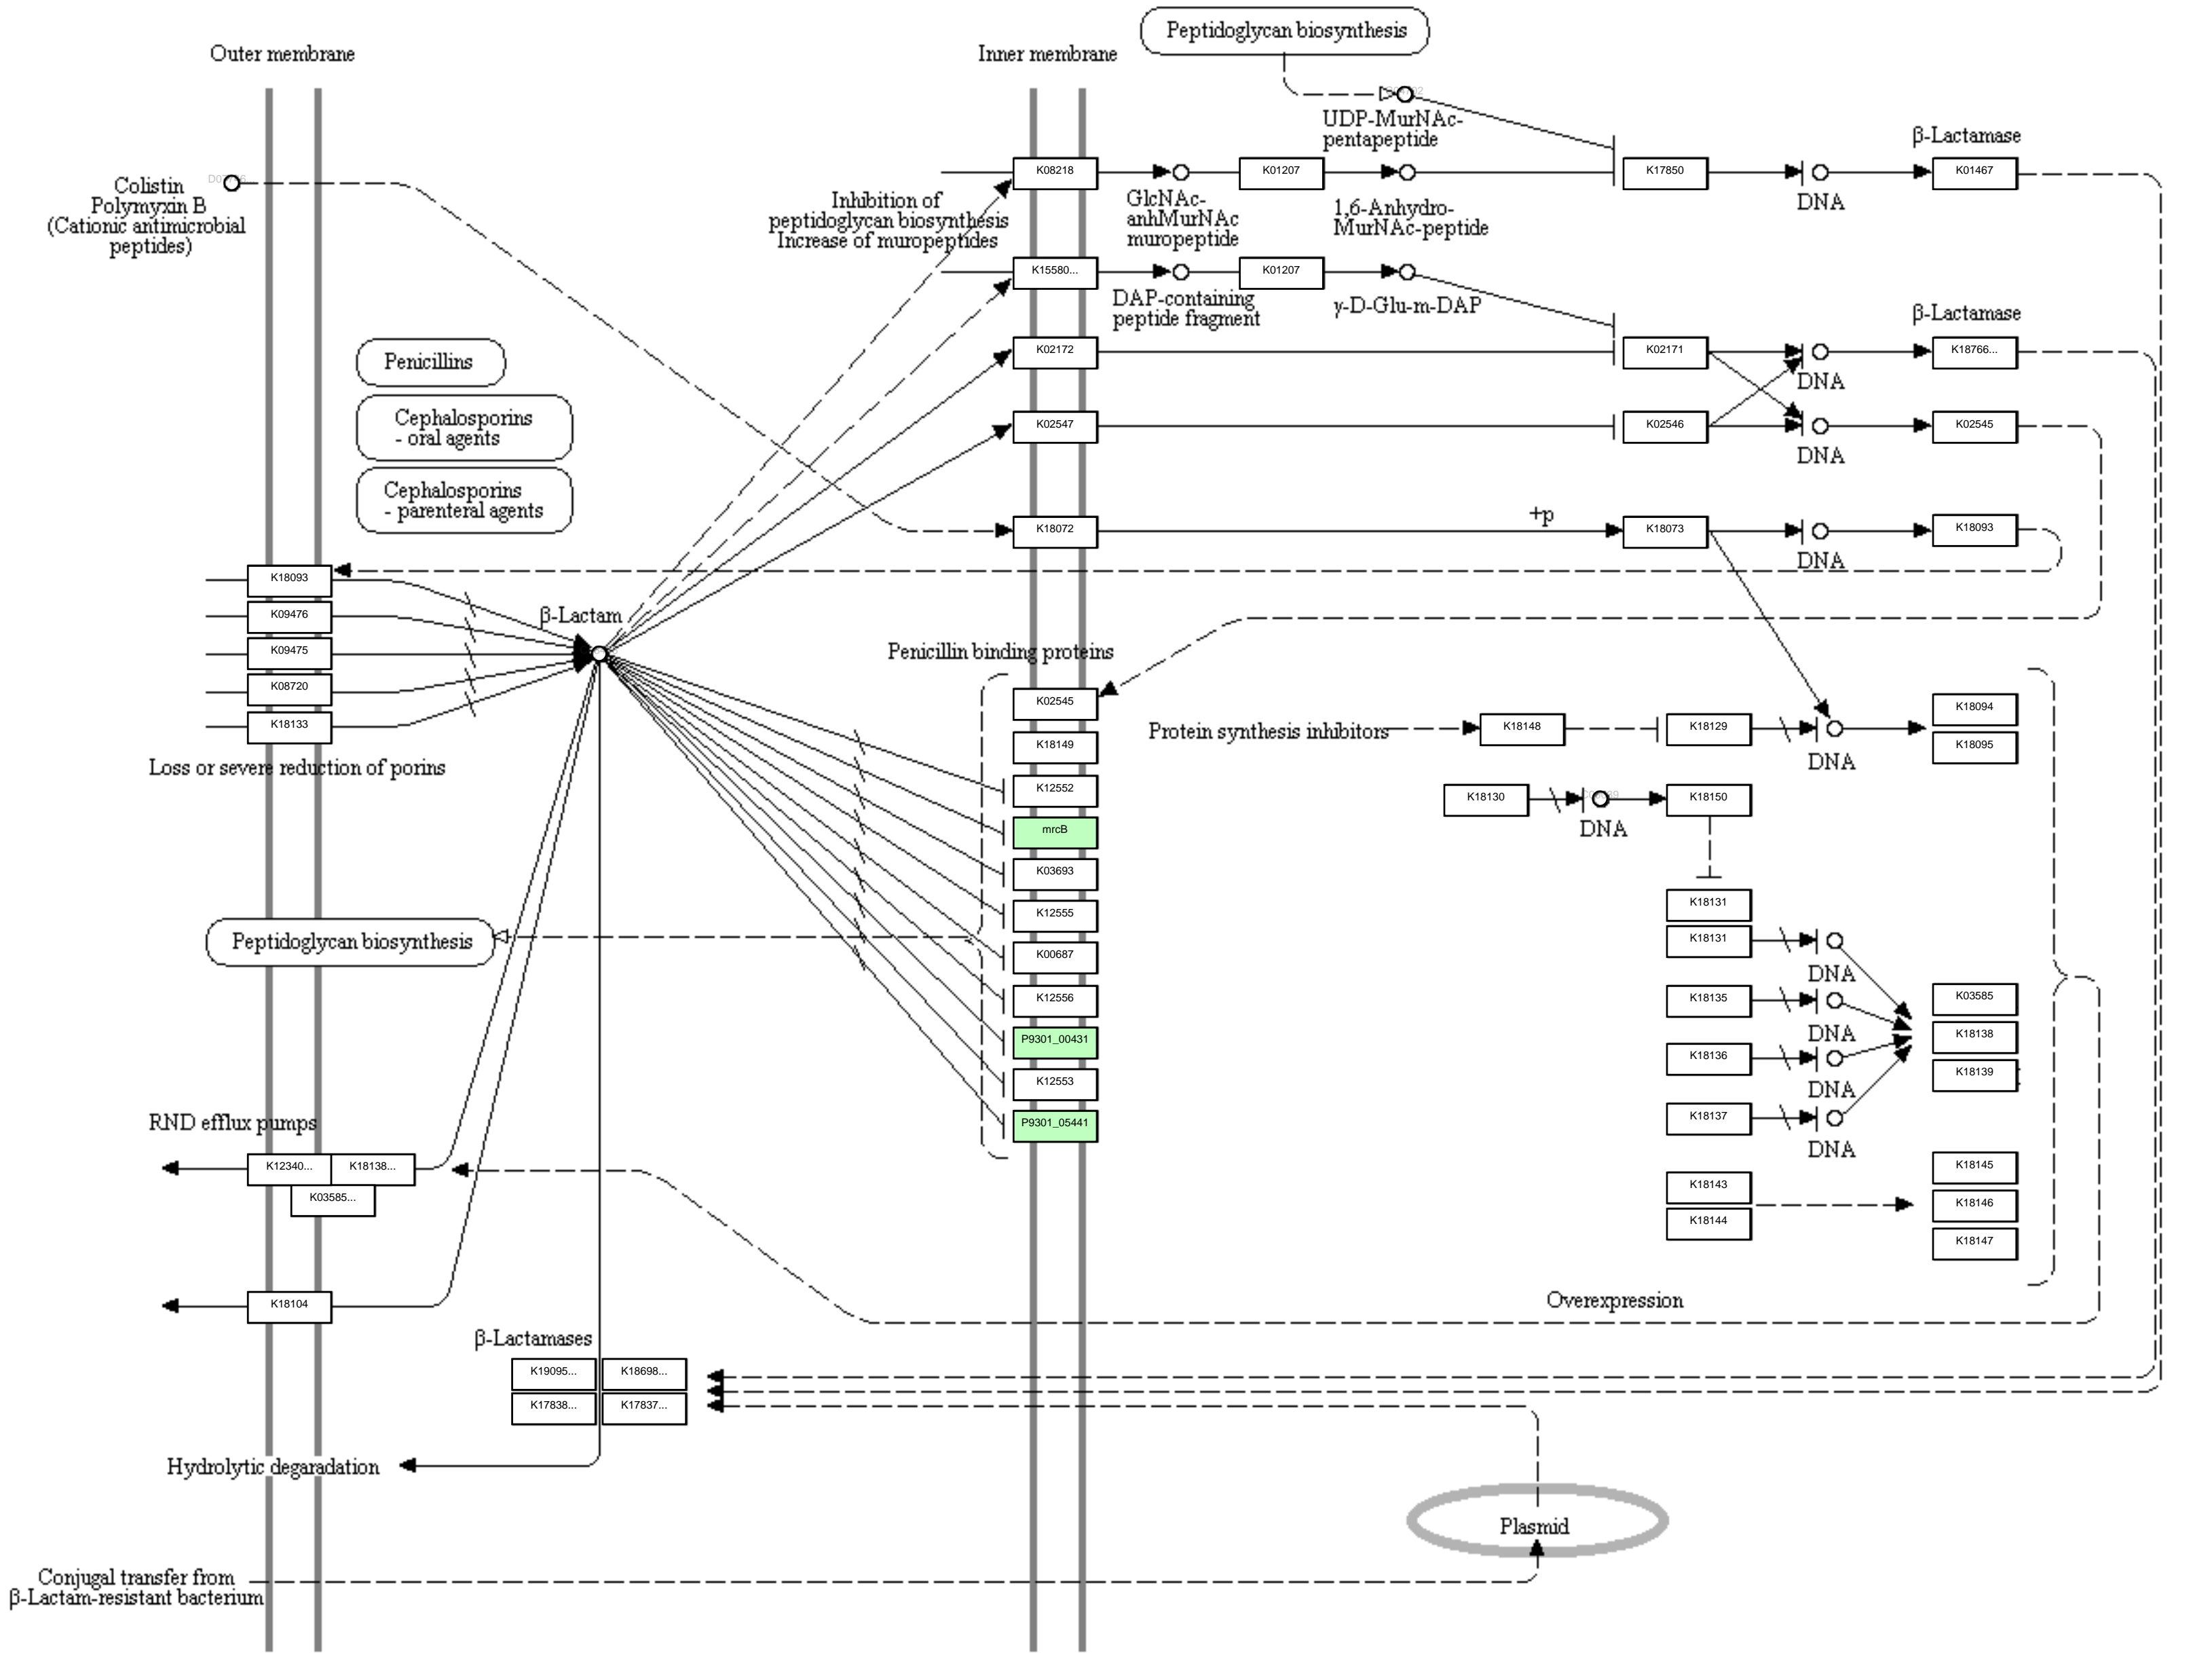 Peptidoglycan biosynthesis
Outer membrane
Inner membrane
UDP-MurNAc-
pentapeptide
β-Lactamase
Colistin
Polymyxin B
(Cationic antimicrobial
peptides)
K08218
K01207
K17850
K01467
DNA
Inhibition of
peptidoglycan biosynthesis
Increase of muropeptides
GlcNAc-
anhMurNAc
muropeptide
1,6-Anhydro-
MurNAc-peptide
K15580...
K01207
DAP-containing
peptide fragment
γ-D-Glu-m-DAP
β-Lactamase
Penicillins
K02172
K02171
K18766...
DNA
Cephalosporins
- oral agents
K02547
K02546
K02545
DNA
Cephalosporins
- parenteral agents
K18072
+p
K18073
K18093
DNA
K18093
K09476
K09475
K08720
K18133
β-Lactam
Loss or severe reduction of porins
Penicillin binding proteins
K02545
K18149
K12552
mrcB
K03693
K12555
K00687
K12556
P9301_00431
K12553
P9301_05441
Protein synthesis inhibitors
K18148
K18129
DNA
K18094
K18095
K18130
DNA
K18150
K18131
K18131
DNA
K18135
DNA
K18136
DNA
K18137
DNA
K03585
K18138
K18139
K18143
K18144
K18145
K18146
K18147
Peptidoglycan biosynthesis
RND efflux pumps
K12340...
K18138...
K03585...
K18104
Overexpression
β-Lactamases
K19095...
K18698...
K17838...
K17837...
Hydrolytic degaradation
Plasmid
Conjugal transfer from
β-Lactam-resistant bacterium